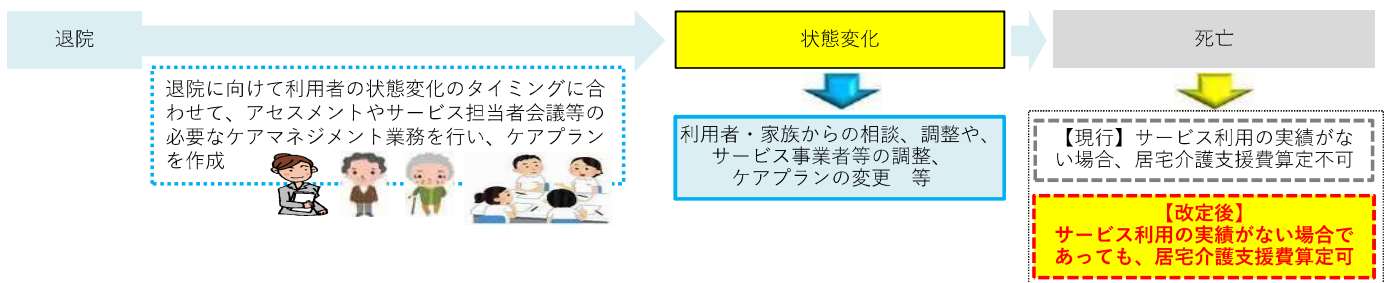 退院
状態変化
死亡
退院に向けて利用者の状態変化のタイミングに合
わせて、アセスメントやサービス担当者会議等の
必要なケアマネジメント業務を行い、ケアプラン
を作成
利用者・家族からの相談、調整や、
サービス事業者等の調整、
ケアプランの変更　等
【現行】サービス利用の実績がな
い場合、居宅介護支援費算定不可
【改定後】
サービス利用の実績がない場合で
あっても、居宅介護支援費算定可